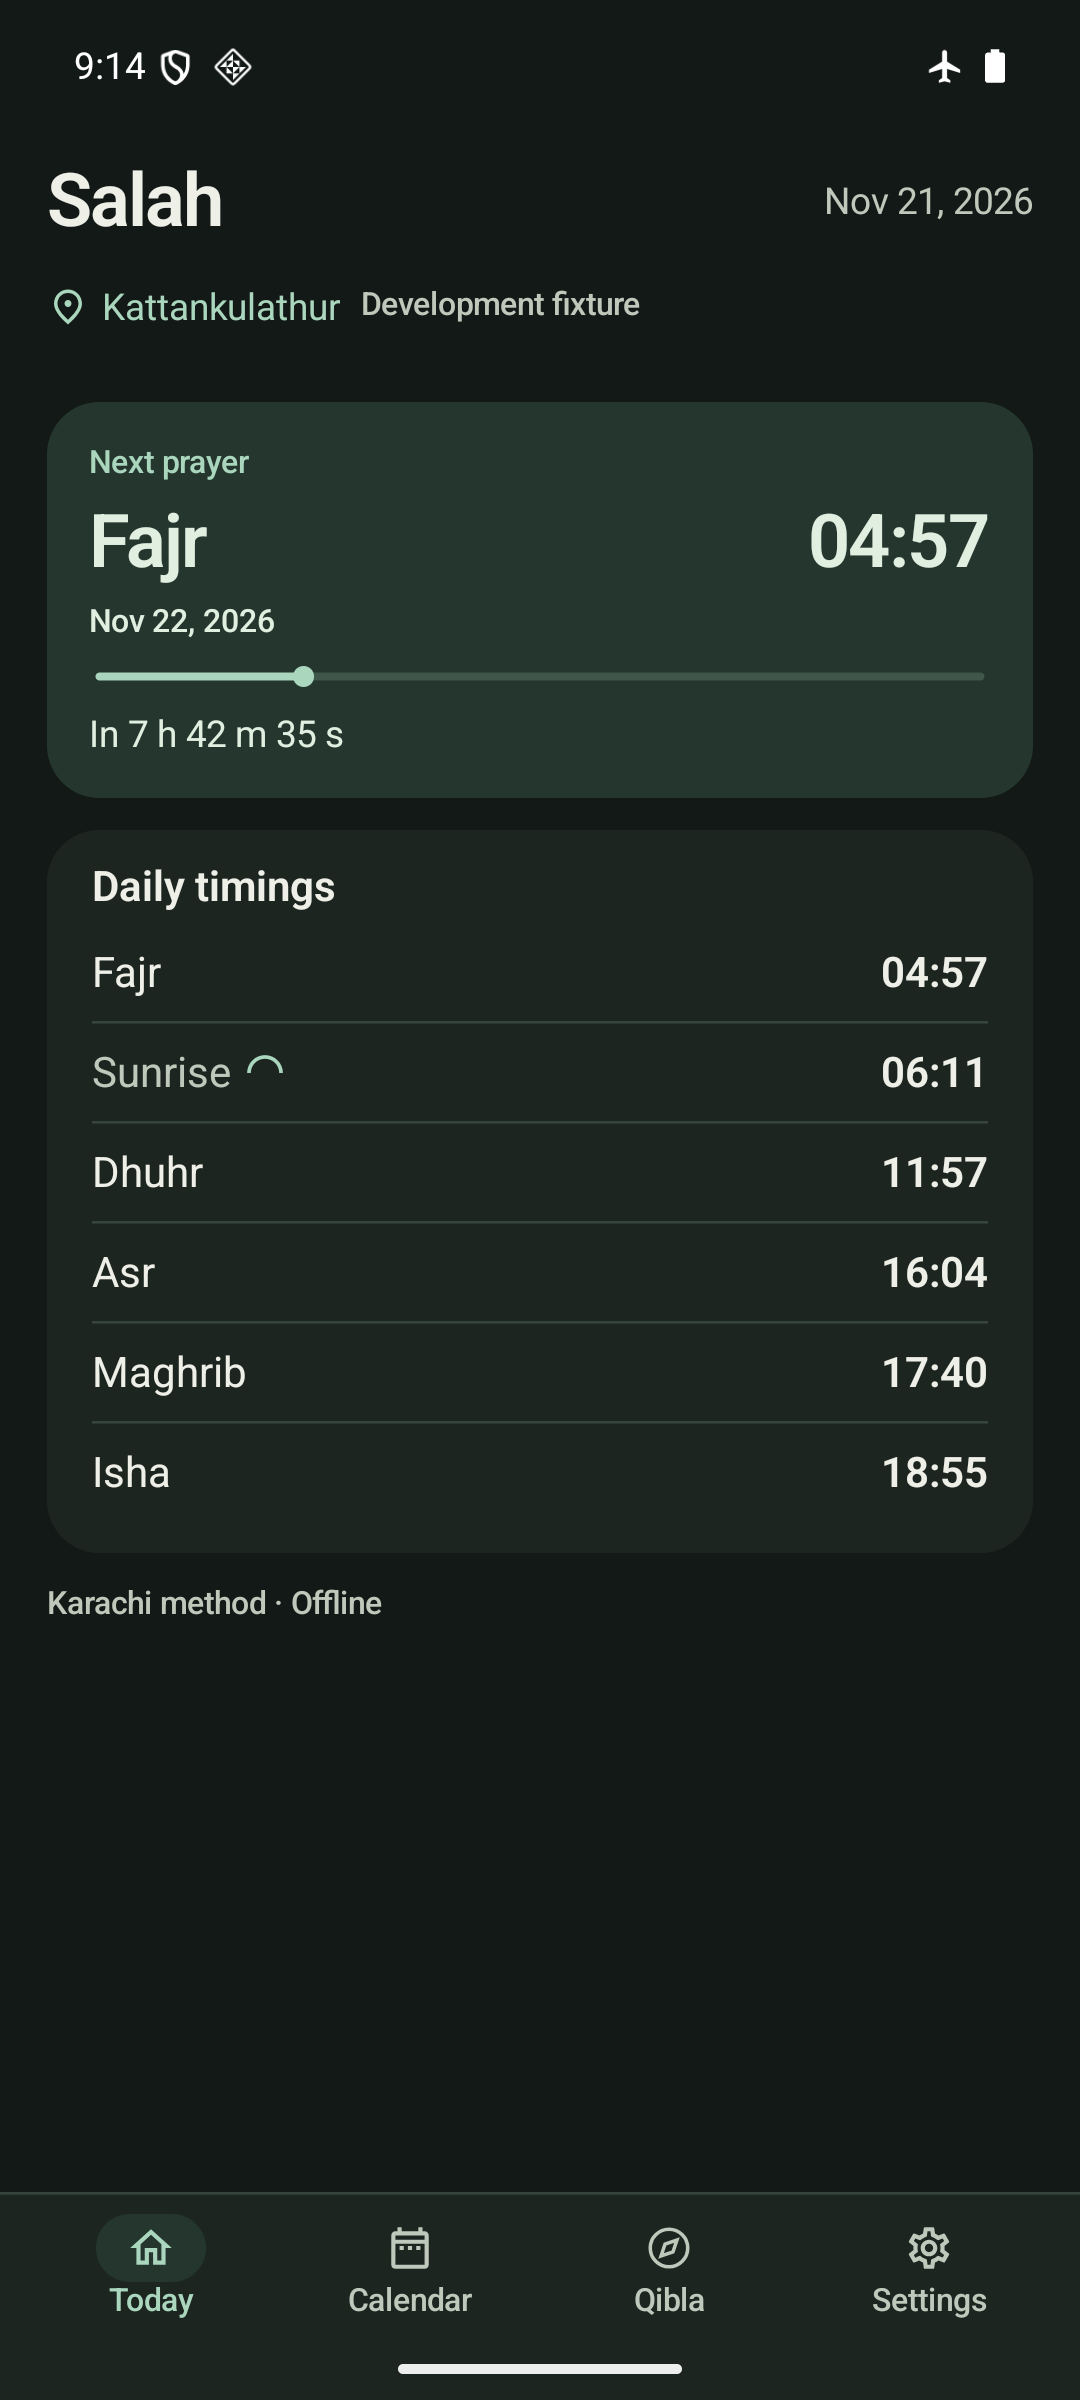 9:14
Salah
Nov 21, 2026
Kattankulathur Development fixture
Next prayer
Fajr 04:57
Nov 22, 2026
In 7 h 42 m 35 s
Daily timings
Fajr 04:57
Sunrise 06:11
Dhuhr 11:57
Asr 16:04
Maghrib 17:40
Isha 18:55
Karachi method · Offline
Today Calendar Qibla Settings